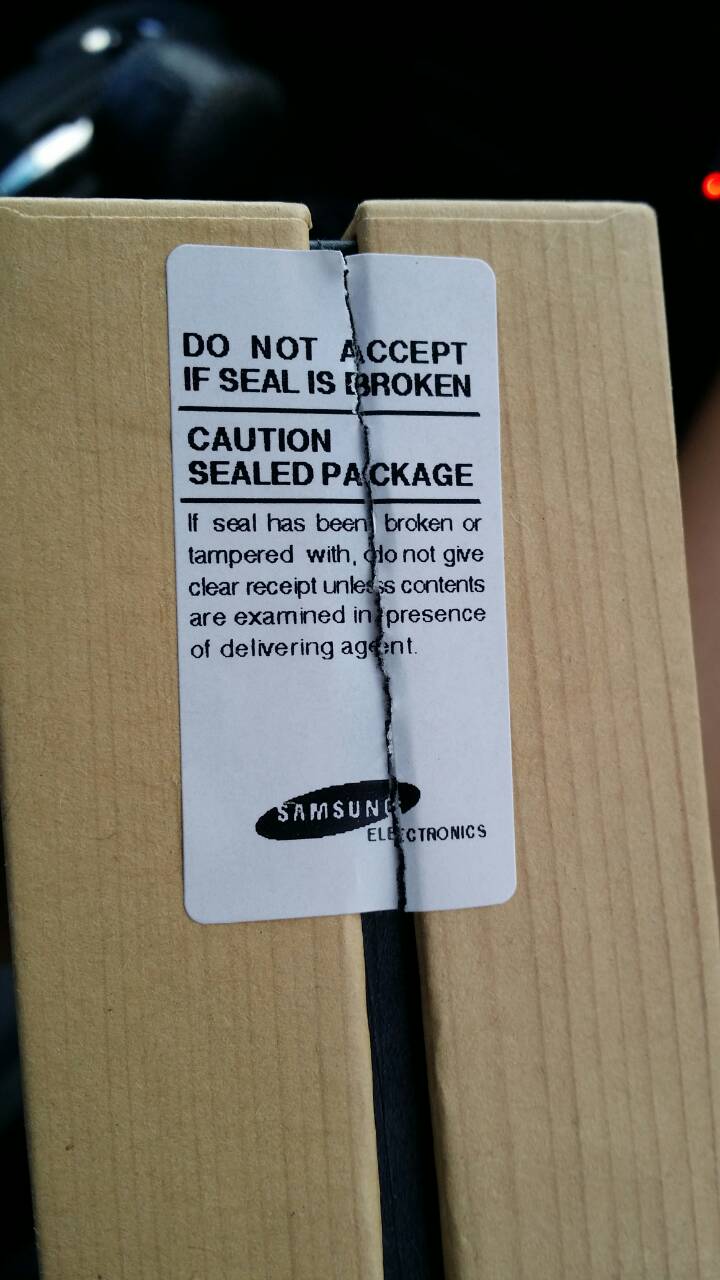 DO NOT ACCEPT
IF SEAL IS BROKEN
CAUTION
SEALED PACKAGE
If seal has been broken or
tampered with, do not give
clear receipt unless contents
are examined in presence
of delivering agent.
SAMSUNG
ELECTRONICS